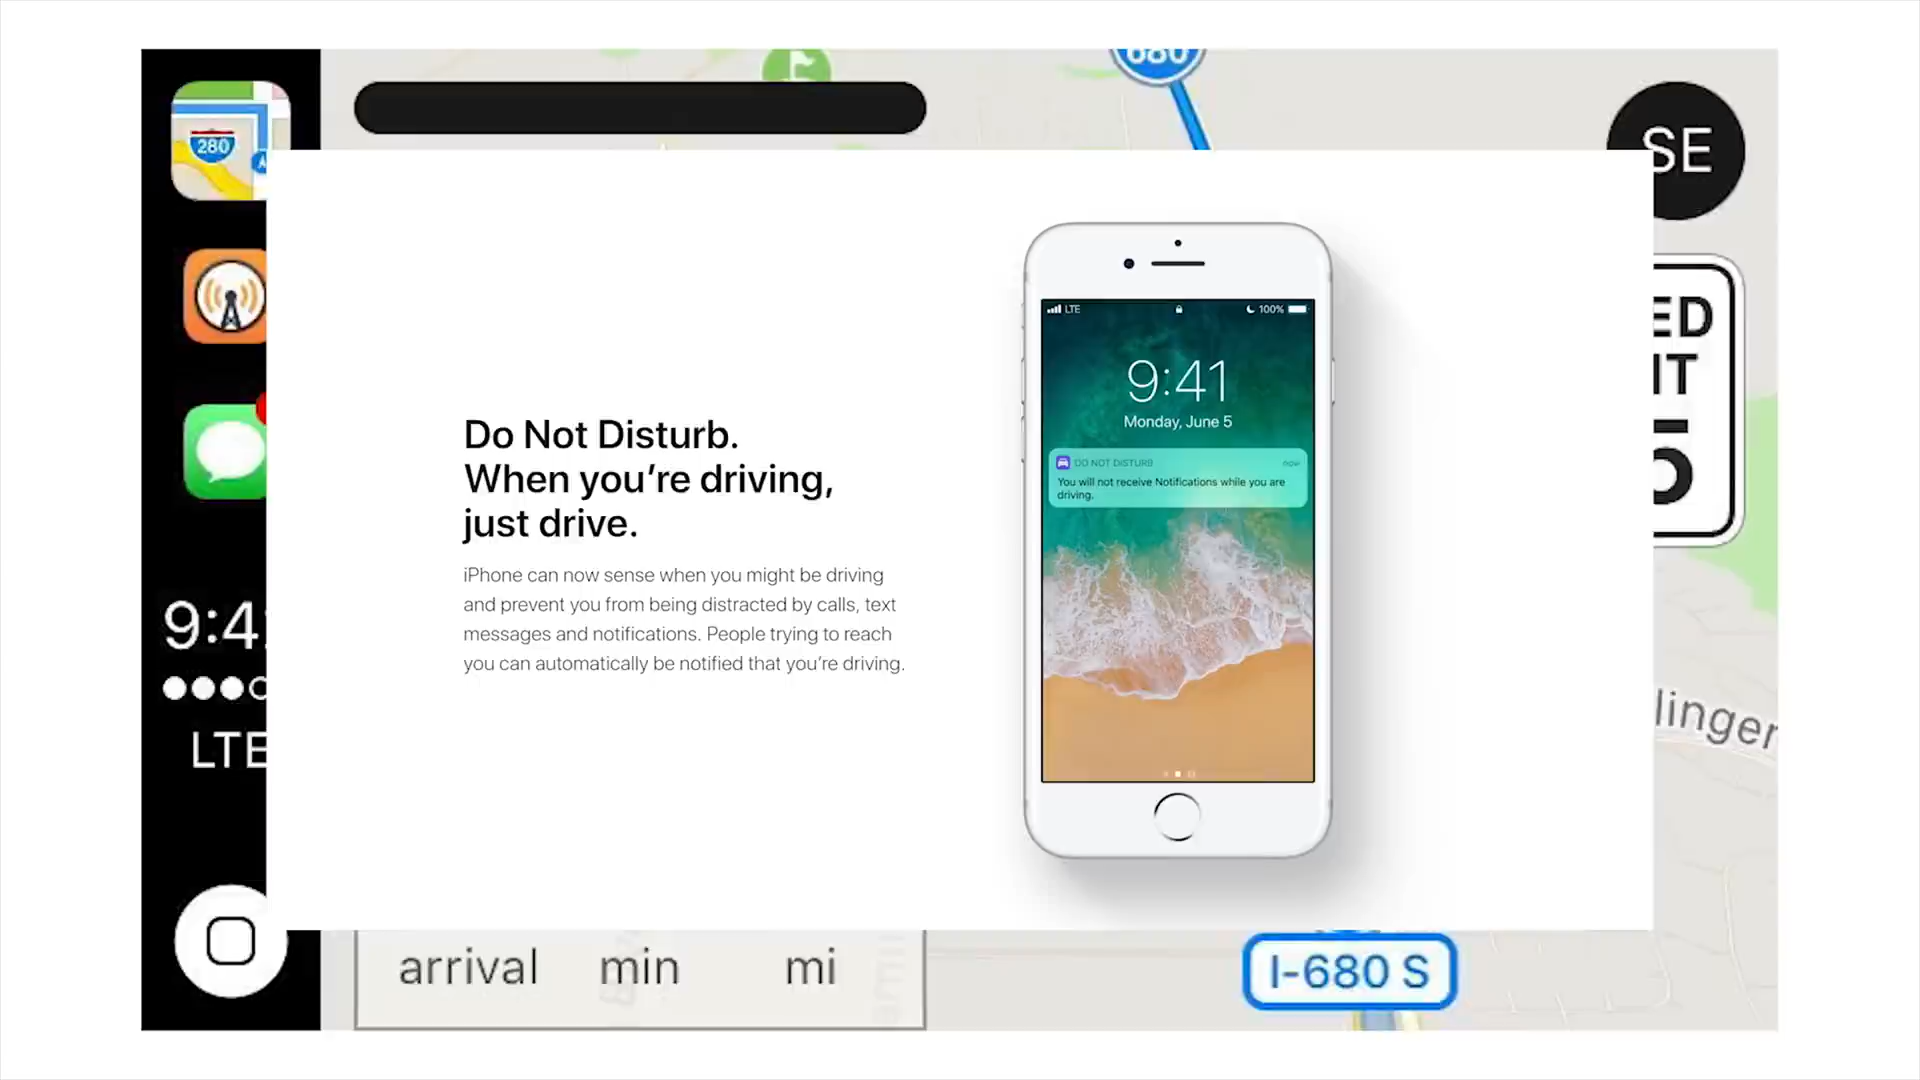 680
280
SE
ED
IT
5
Do Not Disturb.
When you’re driving,
just drive.
iPhone can now sense when you might be driving
and prevent you from being distracted by calls, text
messages and notifications. People trying to reach
you can automatically be notified that you’re driving.
LTE
100%
9:41
Monday, June 5
DO NOT DISTURB
now
You will not receive Notifications while you are
driving.
9:4
LTE
linger
arrival min mi
I-680 S